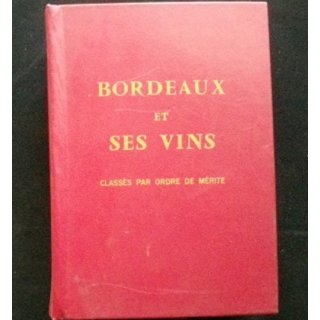 BORDEAUX
ET
SES VINS
CLASSÉS PAR ORDRE DE MÉRITE